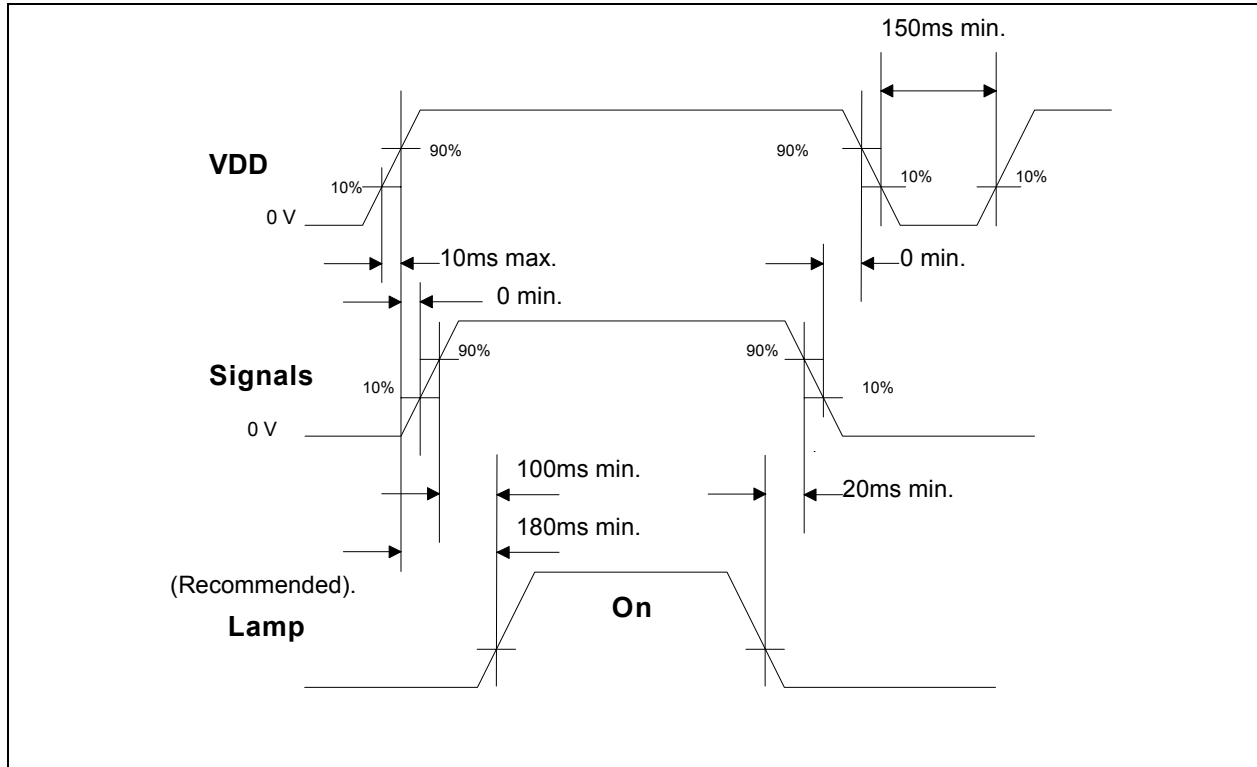 150ms min.
VDD
90%
90%
10%
10%
10%
0 V
10ms max.
0 min.
0 min.
Signals
90%
90%
10%
10%
0 V
100ms min.
20ms min.
180ms min.
(Recommended).
Lamp
On